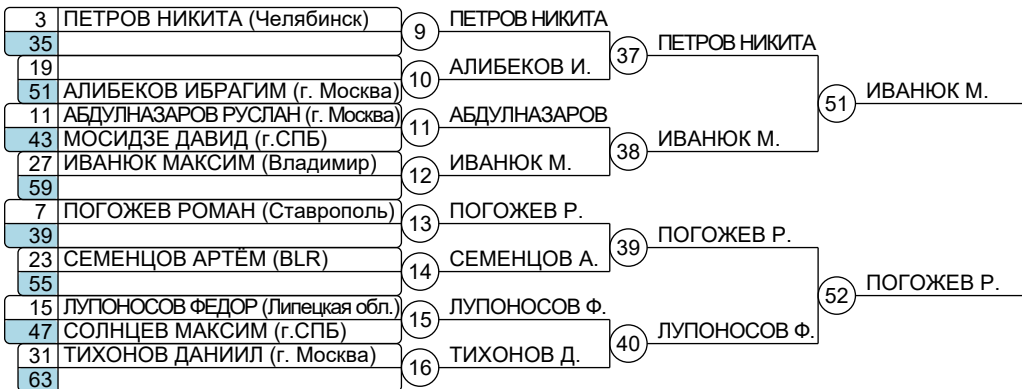 3 ПЕТРОВ НИКИТА (Челябинск)
35
9
ПЕТРОВ НИКИТА
19
51 АЛИБЕКОВ ИБРАГИМ (г. Москва)
10
АЛИБЕКОВ И.
37
ПЕТРОВ НИКИТА
11 АБДУЛНАЗАРОВ РУСЛАН (г. Москва)
43 МОСИДЗЕ ДАВИД (г.СПБ)
11
АБДУЛНАЗАРОВ
27 ИВАНЮК МАКСИМ (Владимир)
59
12
ИВАНЮК М.
38
ИВАНЮК М.
51
ИВАНЮК М.
7 ПОГОЖЕВ РОМАН (Ставрополь)
39
13
ПОГОЖЕВ Р.
23 СЕМЕНЦОВ АРТЁМ (BLR)
55
14
СЕМЕНЦОВ А.
39
ПОГОЖЕВ Р.
15 ЛУПОНОСОВ ФЕДОР (Липецкая обл.)
47 СОЛНЦЕВ МАКСИМ (г.СПБ)
15
ЛУПОНОСОВ Ф.
31 ТИХОНОВ ДАНИИЛ (г. Москва)
63
16
ТИХОНОВ Д.
40
ЛУПОНОСОВ Ф.
52
ПОГОЖЕВ Р.